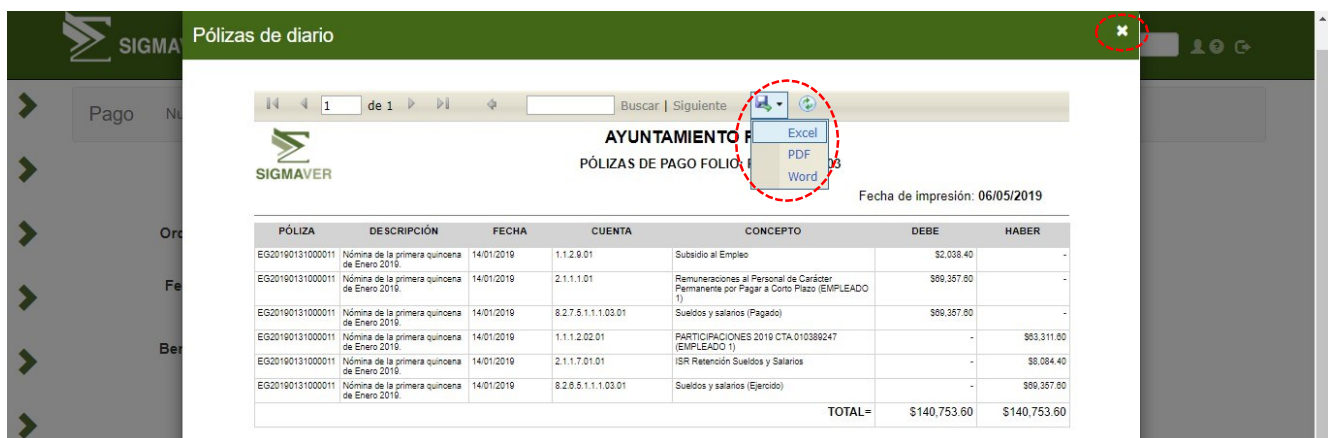 SIGMA
Pólizas de diario
Pago
1 de 1 Buscar | Siguiente
Excel
PDF
Word
SIGMAVER
AYUNTAMIENTO
PÓLIZAS DE PAGO FOLIO: 03
Fecha de impresión: 06/05/2019
PÓLIZA DESCRIPCIÓN FECHA CUENTA CONCEPTO DEBE HABER
EG20190131000011 Nómina de la primera quincena de Enero 2019. 14/01/2019 1.1.2.9.01 Subsidio al Empleo $2,038.40 -
EG20190131000011 Nómina de la primera quincena de Enero 2019. 14/01/2019 2.1.1.1.01 Remuneraciones al Personal de Carácter Permanente por Pagar a Corto Plazo (EMPLEADO 1) $69,357.60 -
EG20190131000011 Nómina de la primera quincena de Enero 2019. 14/01/2019 8.2.7.5.1.1.1.03.01 Sueldos y salarios (Pagado) $69,357.60 -
EG20190131000011 Nómina de la primera quincena de Enero 2019. 14/01/2019 1.1.1.2.02.01 PARTICIPACIONES 2019 CTA.010389247 (EMPLEADO 1) - $63,311.60
EG20190131000011 Nómina de la primera quincena de Enero 2019. 14/01/2019 2.1.1.7.01.01 ISR Retención Sueldos y Salarios - $8,084.40
EG20190131000011 Nómina de la primera quincena de Enero 2019. 14/01/2019 8.2.6.5.1.1.1.03.01 Sueldos y salarios (Ejercido) - $69,357.60
TOTAL= $140,753.60 $140,753.60